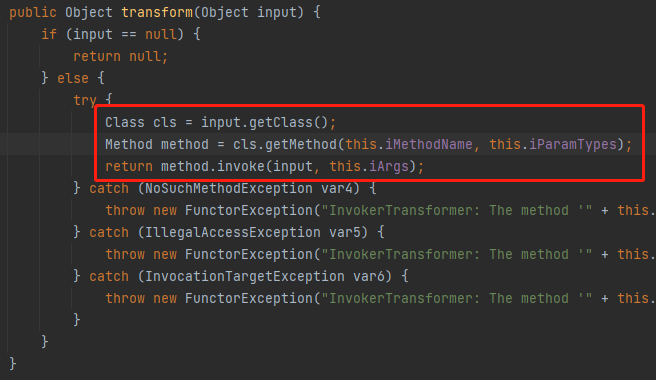 public Object transform(Object input) {
if (input == null) {
return null;
} else {
try {
Class cls = input.getClass();
Method method = cls.getMethod(this.iMethodName, this.iParamTypes);
return method.invoke(input, this.iArgs);
} catch (NoSuchMethodException var4) {
throw new FunctorException("InvokerTransformer: The method '" + this.
} catch (IllegalAccessException var5) {
throw new FunctorException("InvokerTransformer: The method '" + this.
} catch (InvocationTargetException var6) {
throw new FunctorException("InvokerTransformer: The method '" + this.
}
}
}